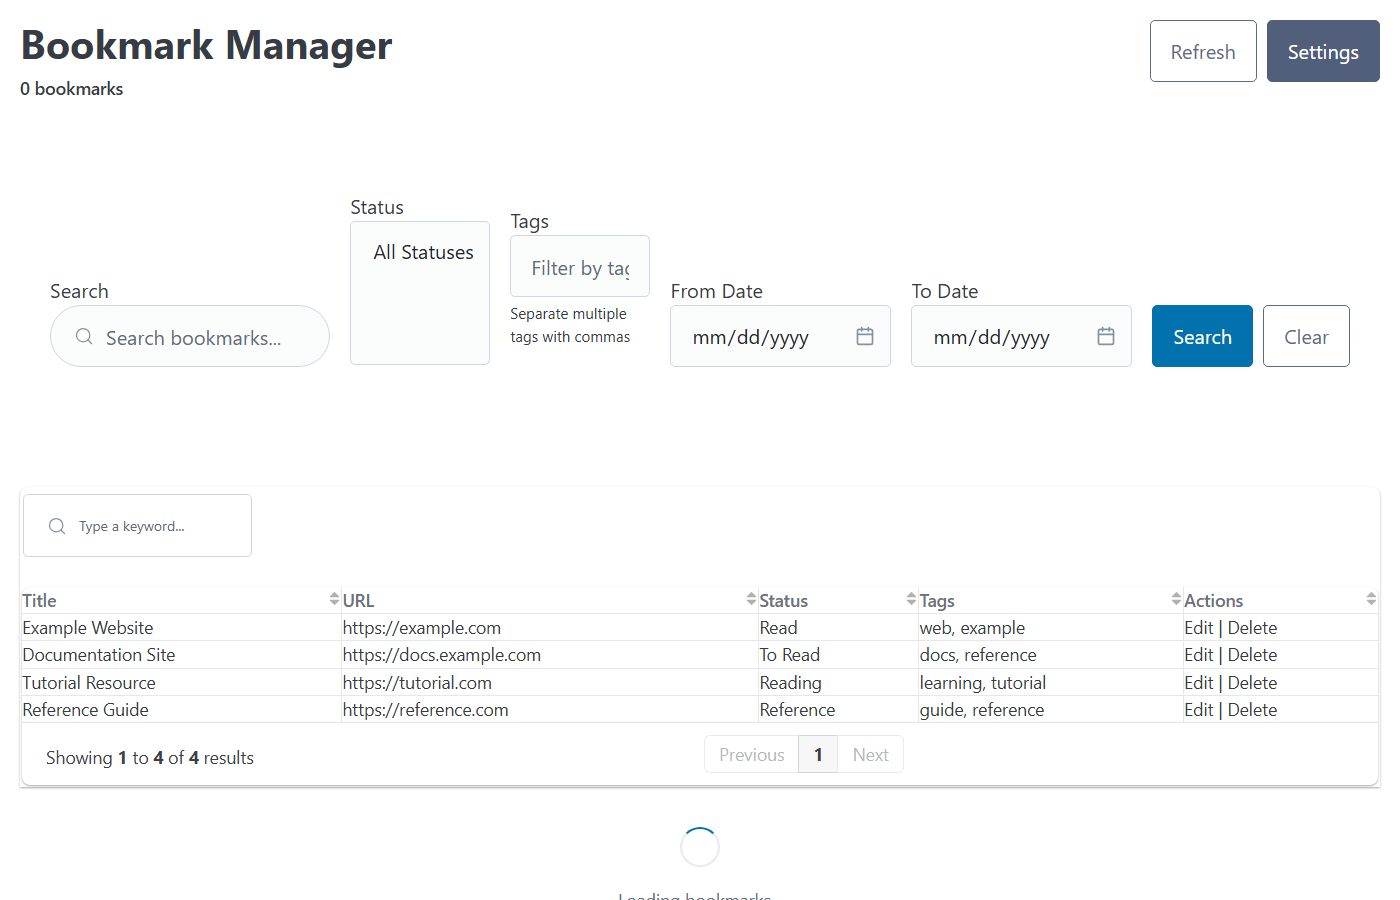 Bookmark Manager
0 bookmarks
Refresh
Settings
Search
Search bookmarks...
Status
All Statuses
Tags
Filter by tag
Separate multiple
tags with commas
From Date
mm/dd/yyyy
To Date
mm/dd/yyyy
Search
Clear
Type a keyword...
Title URL Status Tags Actions
Example Website https://example.com Read web, example Edit | Delete
Documentation Site https://docs.example.com To Read docs, reference Edit | Delete
Tutorial Resource https://tutorial.com Reading learning, tutorial Edit | Delete
Reference Guide https://reference.com Reference guide, reference Edit | Delete
Showing 1 to 4 of 4 results
Previous 1 Next
Loading bookmarks